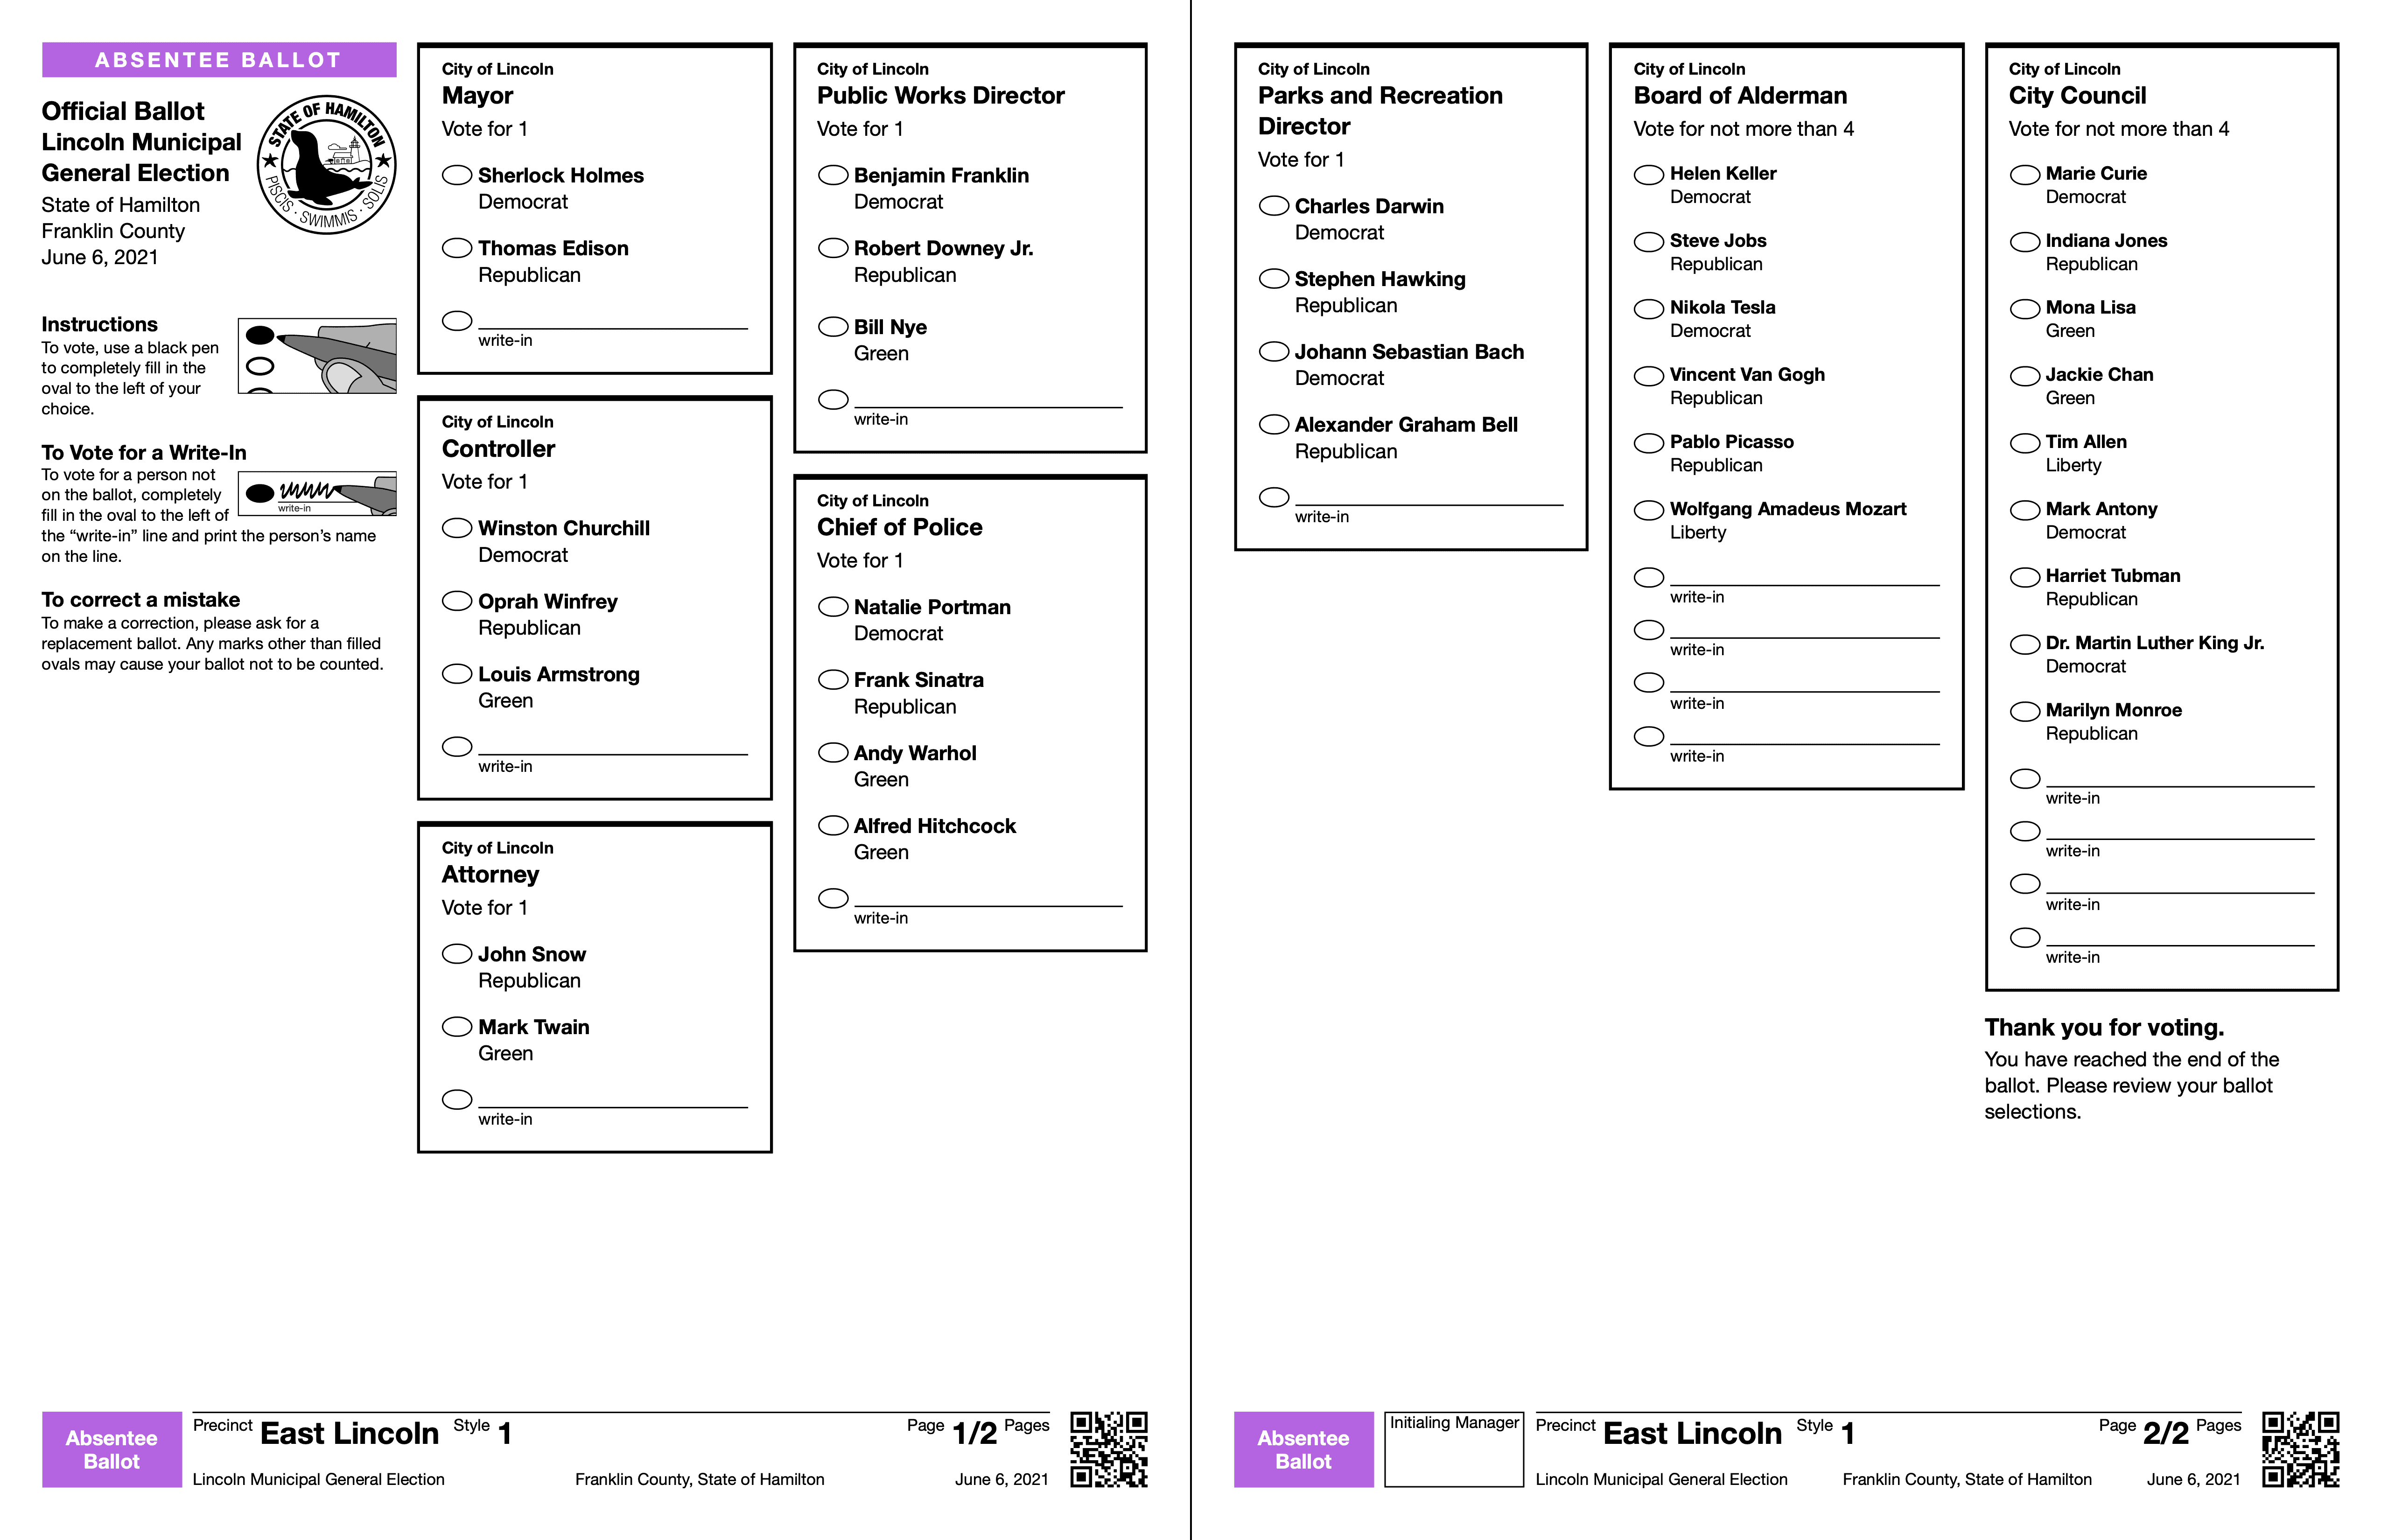 ABSENTEE BALLOT
Official Ballot
Lincoln Municipal
General Election
State of Hamilton
Franklin County
June 6, 2021
STATE OF HAMILTON
PISCIS · SWIMMIS · SOLIS
Instructions
To vote, use a black pen
to completely fill in the
oval to the left of your
choice.
To Vote for a Write-In
To vote for a person not
on the ballot, completely
fill in the oval to the left of
the “write-in” line and print the person’s name
on the line.
write-in
To correct a mistake
To make a correction, please ask for a
replacement ballot. Any marks other than filled
ovals may cause your ballot not to be counted.
City of Lincoln
Mayor
Vote for 1
Sherlock Holmes
Democrat
Thomas Edison
Republican
write-in
City of Lincoln
Controller
Vote for 1
Winston Churchill
Democrat
Oprah Winfrey
Republican
Louis Armstrong
Green
write-in
City of Lincoln
Attorney
Vote for 1
John Snow
Republican
Mark Twain
Green
write-in
City of Lincoln
Public Works Director
Vote for 1
Benjamin Franklin
Democrat
Robert Downey Jr.
Republican
Bill Nye
Green
write-in
City of Lincoln
Chief of Police
Vote for 1
Natalie Portman
Democrat
Frank Sinatra
Republican
Andy Warhol
Green
Alfred Hitchcock
Green
write-in
Absentee
Ballot
Precinct East Lincoln Style 1 Page 1/2 Pages
Lincoln Municipal General Election Franklin County, State of Hamilton June 6, 2021
City of Lincoln
Parks and Recreation
Director
Vote for 1
Charles Darwin
Democrat
Stephen Hawking
Republican
Johann Sebastian Bach
Democrat
Alexander Graham Bell
Republican
write-in
City of Lincoln
Board of Alderman
Vote for not more than 4
Helen Keller
Democrat
Steve Jobs
Republican
Nikola Tesla
Democrat
Vincent Van Gogh
Republican
Pablo Picasso
Republican
Wolfgang Amadeus Mozart
Liberty
write-in
write-in
write-in
write-in
City of Lincoln
City Council
Vote for not more than 4
Marie Curie
Democrat
Indiana Jones
Republican
Mona Lisa
Green
Jackie Chan
Green
Tim Allen
Liberty
Mark Antony
Democrat
Harriet Tubman
Republican
Dr. Martin Luther King Jr.
Democrat
Marilyn Monroe
Republican
write-in
write-in
write-in
write-in
Thank you for voting.
You have reached the end of the
ballot. Please review your ballot
selections.
Absentee
Ballot
Initialing Manager
Precinct East Lincoln Style 1 Page 2/2 Pages
Lincoln Municipal General Election Franklin County, State of Hamilton June 6, 2021